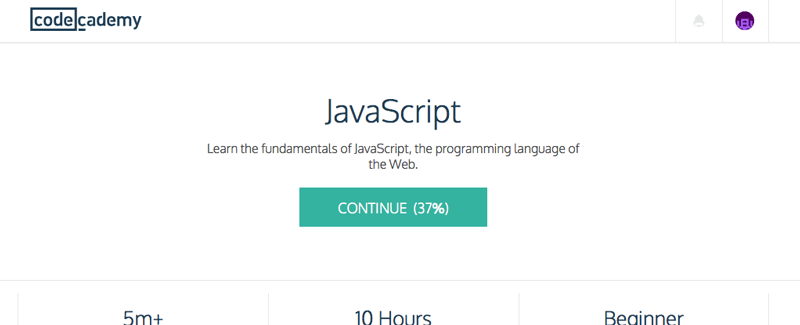 codecademy
JavaScript
Learn the fundamentals of JavaScript, the programming language of
the Web.
CONTINUE (37%)
5m+
10 Hours
Beginner